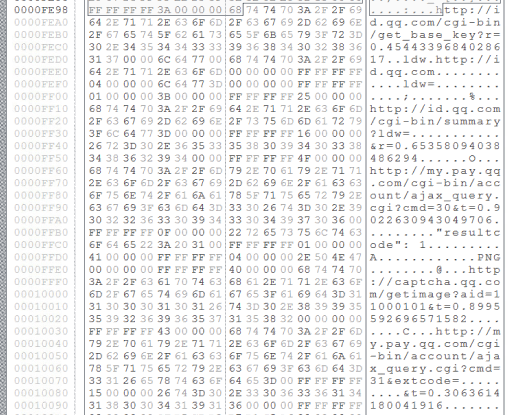 0000FE98 FF FF FF FF 3A 00 00 00 68 74 74 70 3A 2F 2F 69 ....:...http://i
0000FEA0 64 2E 71 71 2E 63 6F 6D 2F 63 67 69 2D 62 69 6E d.qq.com/cgi-bin
0000FEB0 2F 67 65 74 5F 62 61 73 65 5F 6B 65 79 3F 72 3D /get_base_key?r=
0000FEC0 30 2E 34 35 34 34 33 33 39 36 38 34 30 32 38 36 0.45443396840286
0000FED0 31 37 00 00 6C 64 77 00 68 74 74 70 3A 2F 2F 69 17..ldw.http://i
0000FEE0 64 2E 71 71 2E 63 6F 6D 00 00 00 00 FF FF FF FF d.qq.com........
0000FEF0 04 00 00 00 6C 64 77 3D 00 00 00 00 FF FF FF FF ....ldw=........
0000FF00 01 00 00 00 3B 00 00 00 FF FF FF FF 25 00 00 00 ....;.......%...
0000FF10 68 74 74 70 3A 2F 2F 69 64 2E 71 71 2E 63 6F 6D http://id.qq.com
0000FF20 2F 63 67 69 2D 62 69 6E 2F 73 75 6D 6D 61 72 79 /cgi-bin/summary
0000FF30 3F 6C 64 77 3D 00 00 00 FF FF FF FF 16 00 00 00 ?ldw=...........
0000FF40 26 72 3D 30 2E 36 35 33 35 38 30 39 34 30 33 38 &r=0.65358094038
0000FF50 34 38 36 32 39 34 00 00 FF FF FF FF 4F 00 00 00 486294......O...
0000FF60 68 74 74 70 3A 2F 2F 6D 79 2E 70 61 79 2E 71 71 http://my.pay.qq
0000FF70 2E 63 6F 6D 2F 63 67 69 2D 62 69 6E 2F 61 63 63 .com/cgi-bin/acc
0000FF80 6F 75 6E 74 2F 61 6A 61 78 5F 71 75 65 72 79 2E ount/ajax_query.
0000FF90 63 67 69 3F 63 6D 64 3D 33 30 26 74 3D 30 2E 39 cgi?cmd=30&t=0.9
0000FFA0 30 32 32 36 33 30 39 34 33 30 34 39 37 30 36 00 022630943049706.
0000FFB0 FF FF FF FF 0F 00 00 00 22 72 65 73 75 6C 74 63 ........"resultc
0000FFC0 6F 64 65 22 3A 20 31 00 FF FF FF FF 01 00 00 00 ode": 1.........
0000FFD0 41 00 00 00 FF FF FF FF 04 00 00 00 2E 50 4E 47 A............PNG
0000FFE0 00 00 00 00 FF FF FF FF 40 00 00 00 68 74 74 70 ........@...http
0000FFF0 3A 2F 2F 63 61 70 74 63 68 61 2E 71 71 2E 63 6F ://captcha.qq.co
00010000 6D 2F 67 65 74 69 6D 61 67 65 3F 61 69 64 3D 31 m/getimage?aid=1
00010010 31 30 30 30 31 30 31 26 74 3D 30 2E 38 39 39 35 1000101&t=0.8995
00010020 35 39 32 36 39 36 35 37 31 35 38 32 00 00 00 00 592696571582....
00010030 FF FF FF FF 43 00 00 00 68 74 74 70 3A 2F 2F 6D ....C...http://m
00010040 79 2E 70 61 79 2E 71 71 2E 63 6F 6D 2F 63 67 69 y.pay.qq.com/cgi
00010050 2D 62 69 6E 2F 61 63 63 6F 75 6E 74 2F 61 6A 61 -bin/account/aja
00010060 78 5F 71 75 65 72 79 2E 63 67 69 3F 63 6D 64 3D x_query.cgi?cmd=
00010070 33 31 26 65 78 74 63 6F 64 65 3D 00 FF FF FF FF 31&extcode=.....
00010080 15 00 00 00 26 74 3D 30 2E 33 30 36 33 36 31 34 ....&t=0.3063614
00010090 31 38 30 30 34 31 39 31 36 00 00 00 FF FF FF FF 180041916.......